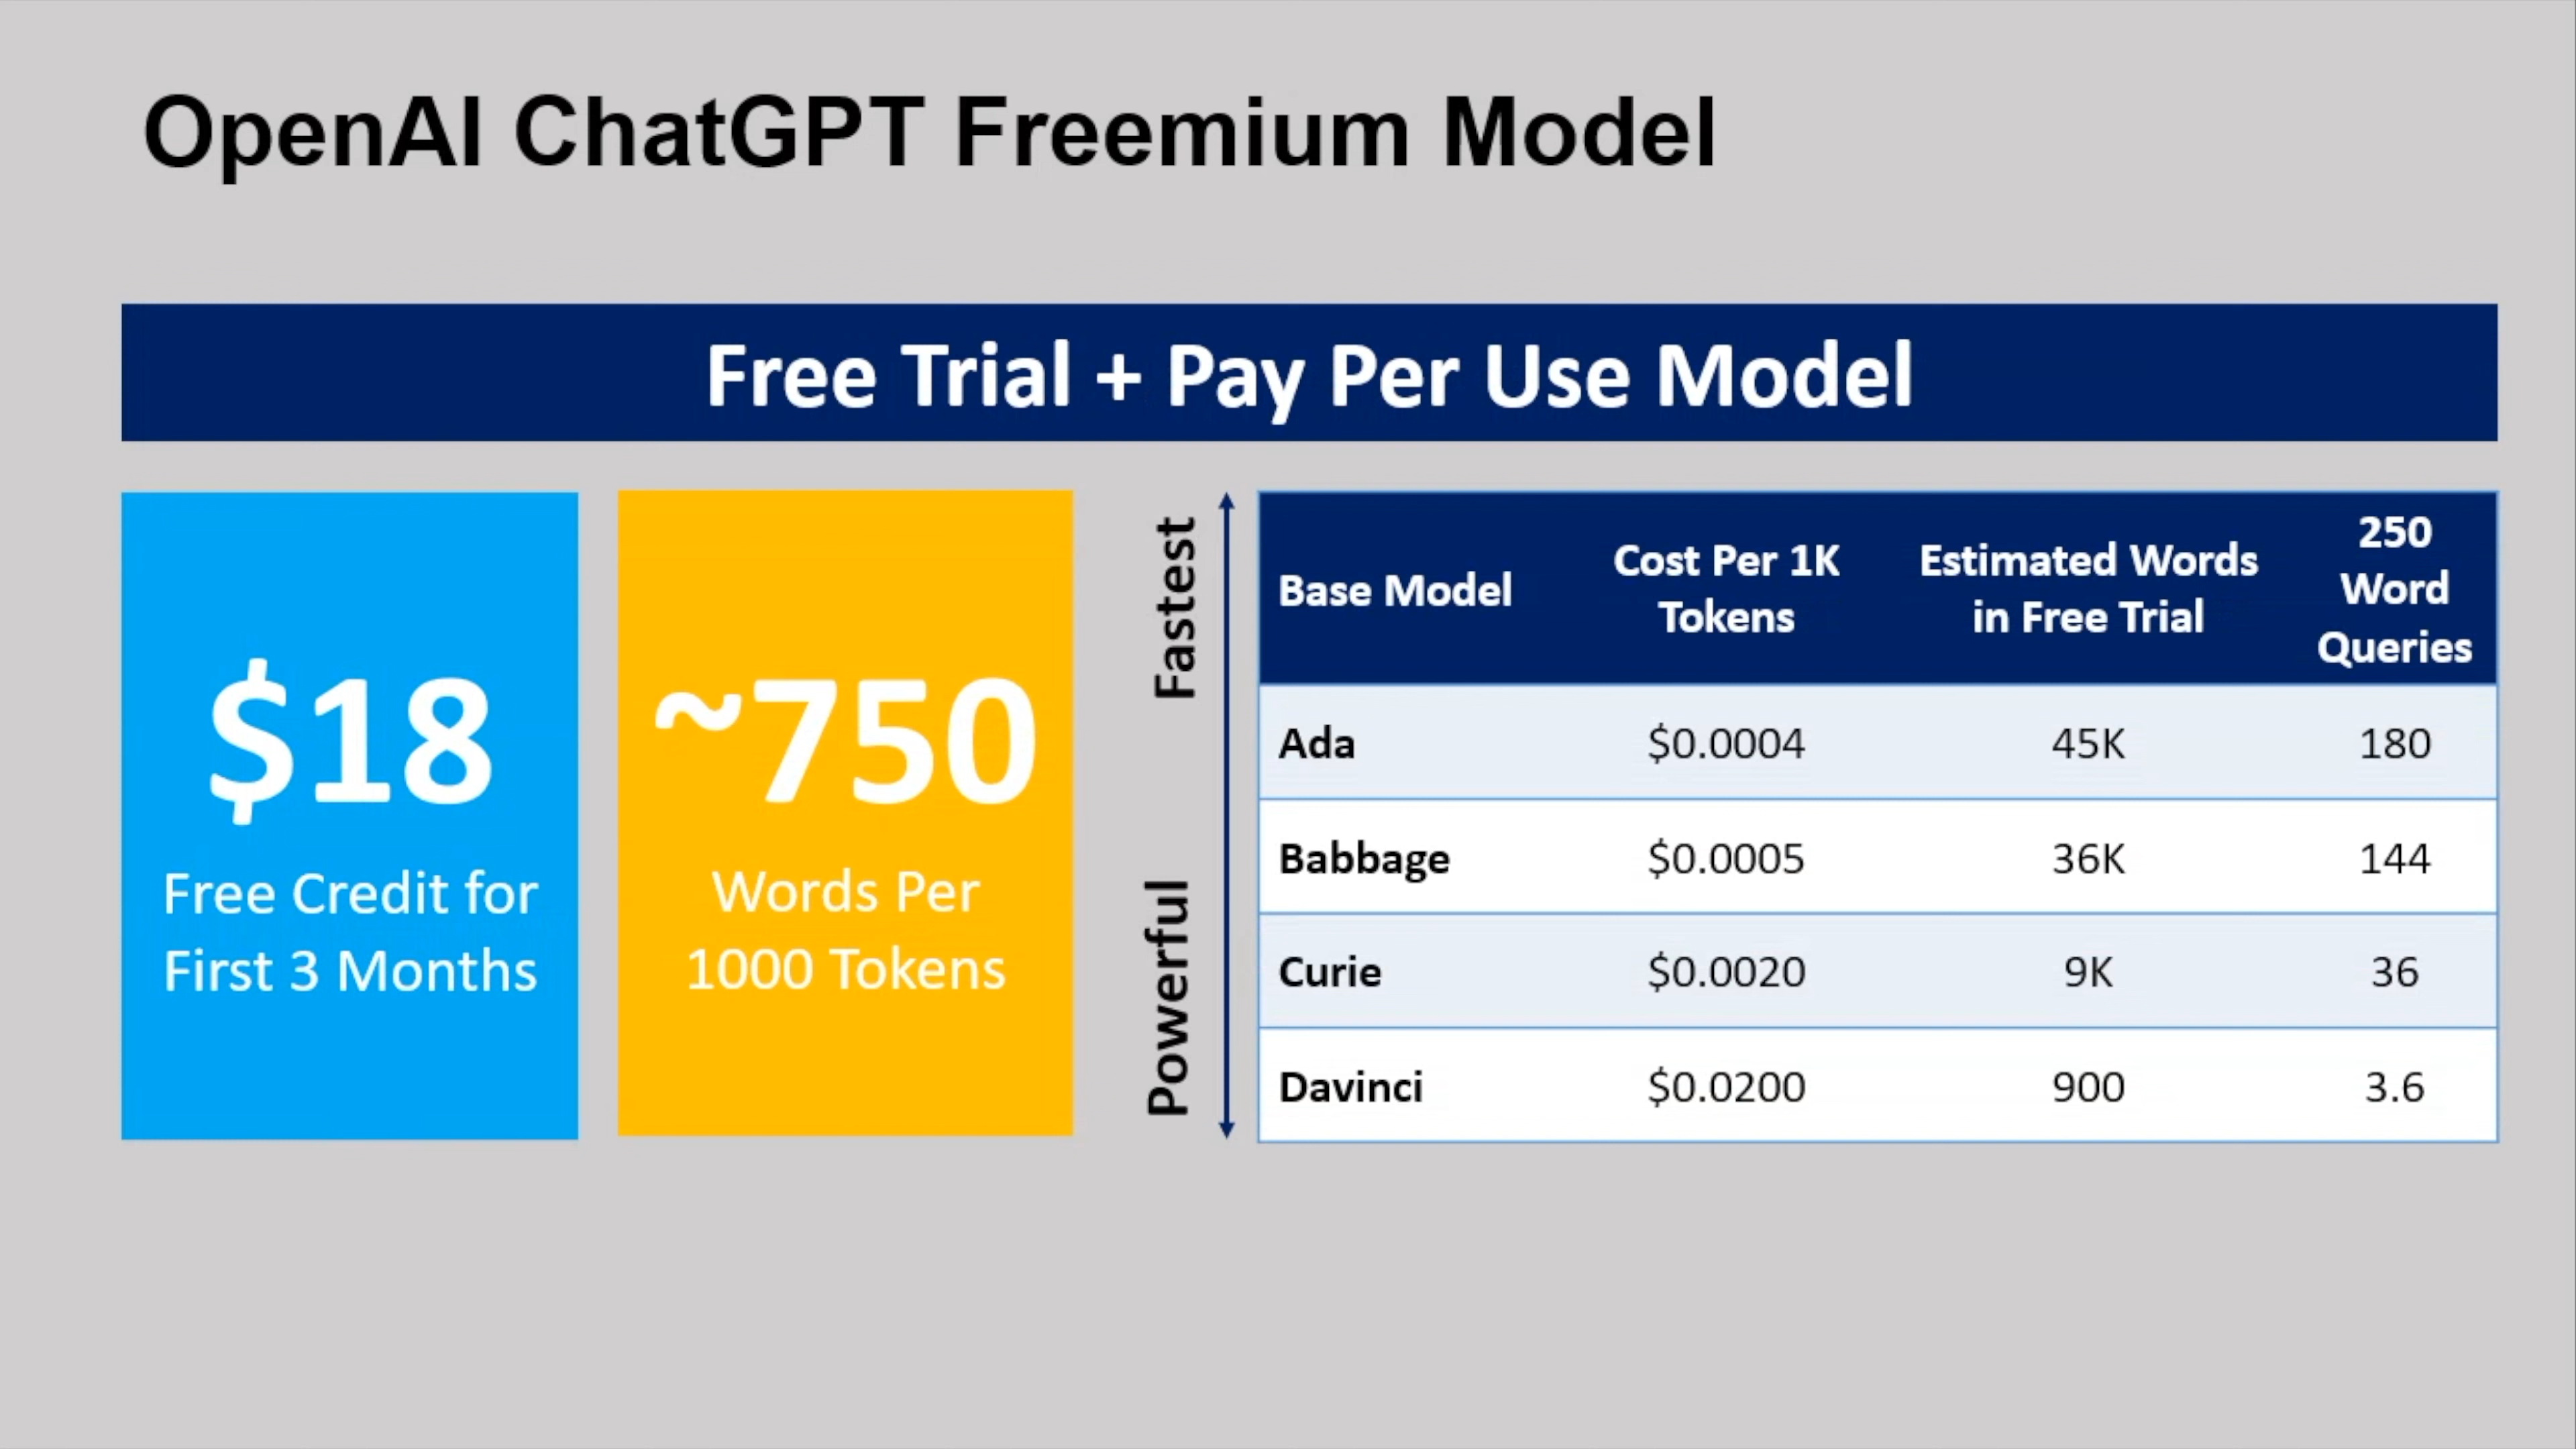 OpenAI ChatGPT Freemium Model
Free Trial + Pay Per Use Model
$18
Free Credit for
First 3 Months
~750
Words Per
1000 Tokens
Fastest
Powerful
Base Model Cost Per 1K Tokens Estimated Words in Free Trial 250 Word Queries
Ada $0.0004 45K 180
Babbage $0.0005 36K 144
Curie $0.0020 9K 36
Davinci $0.0200 900 3.6